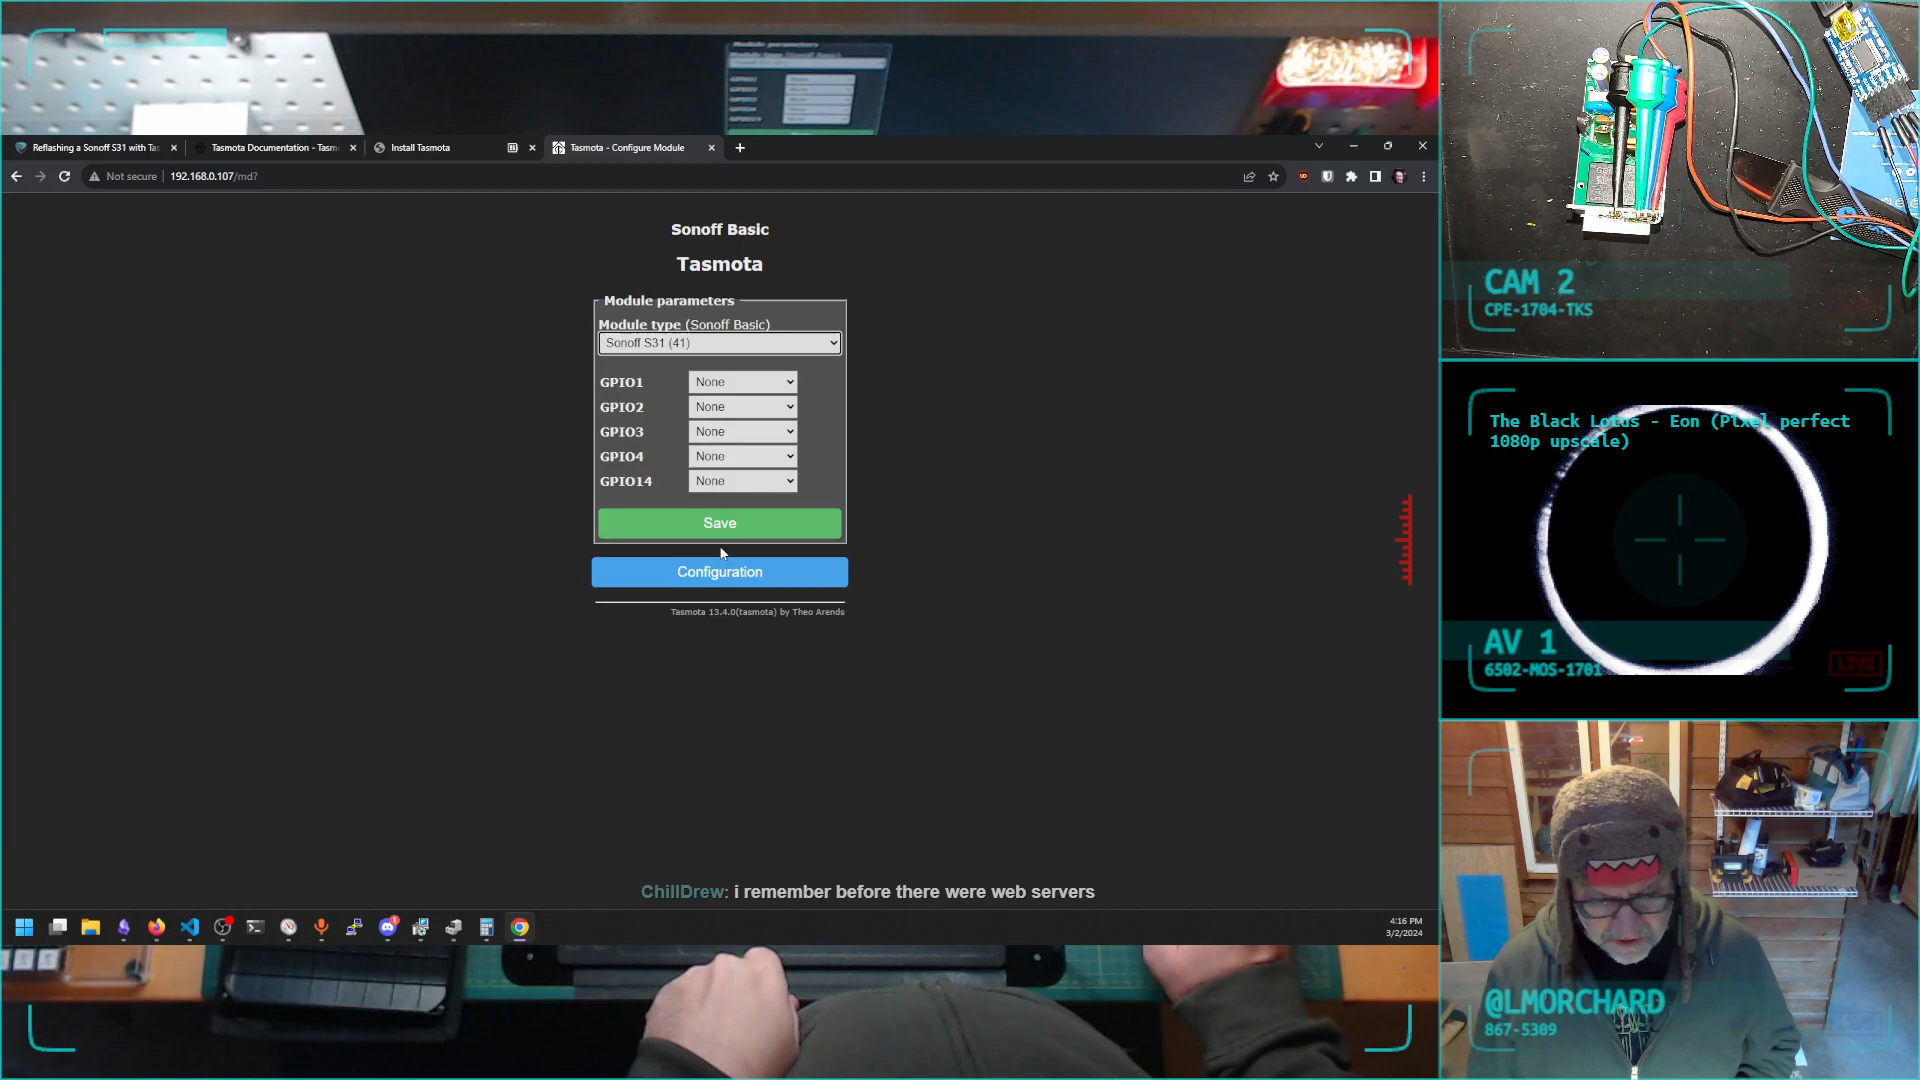 Module parameters
Reflashing a Sonoff S31 with Tas
Tasmota Documentation - Tasm
Install Tasmota
Tasmota - Configure Module
Not secure
192.168.0.107/md?
Sonoff Basic
Tasmota
Module parameters
Module type (Sonoff Basic)
Sonoff S31 (41)
GPIO1 None
GPIO2 None
GPIO3 None
GPIO4 None
GPIO14 None
Save
Configuration
Tasmota 13.4.0(tasmota) by Theo Arends
ChillDrew: i remember before there were web servers
4:16 PM
3/2/2024
CAM 2
CPE-1704-TKS
The Black Lotus - Eon (Pixel perfect
1080p upscale)
AV 1
6502-MOS-1701
LIVE
@LMORCHARD
867-5309